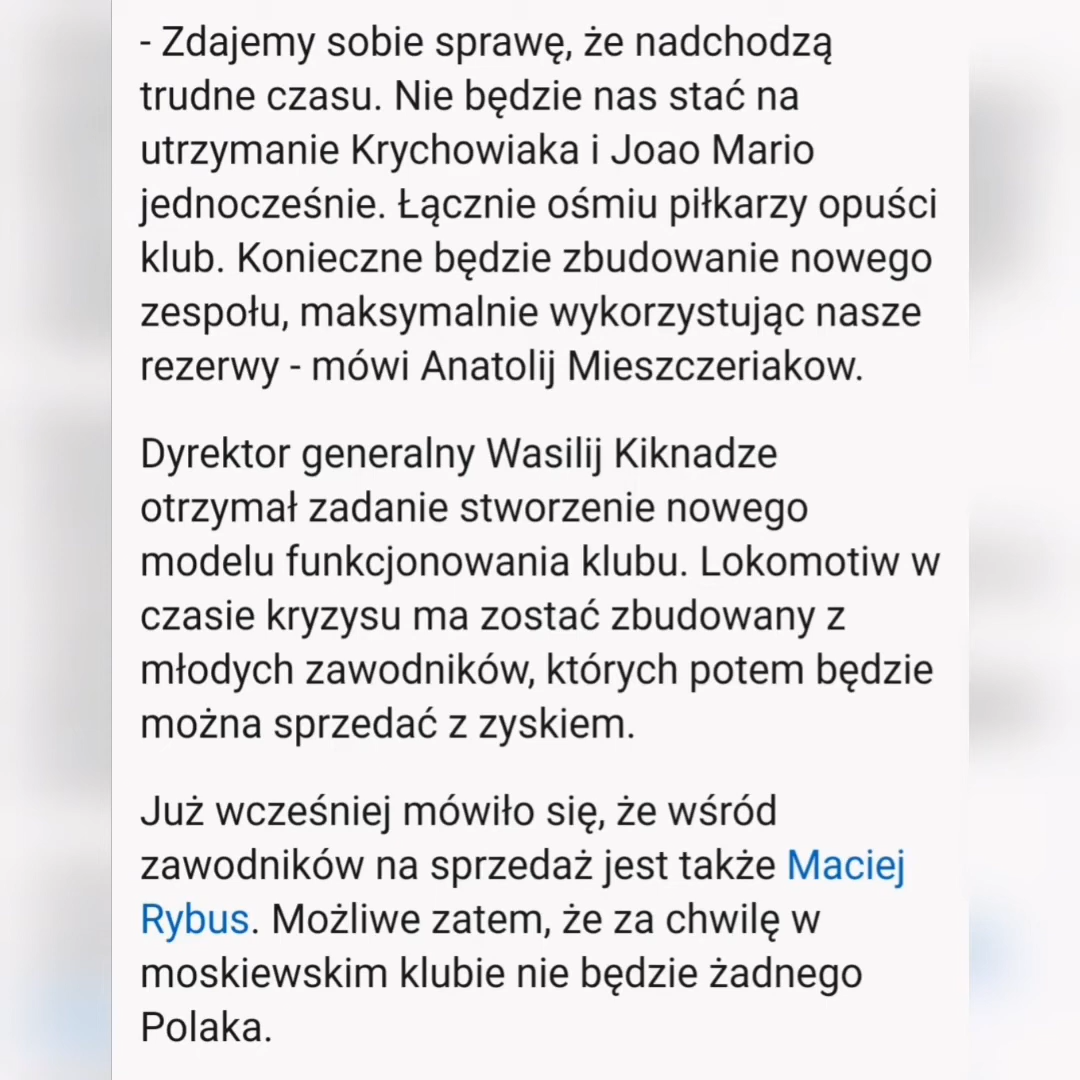 - Zdajemy sobie sprawę, że nadchodzą
trudne czasu. Nie będzie nas stać na
utrzymanie Krychowiaka i Joao Mario
jednocześnie. Łącznie ośmiu piłkarzy opuści
klub. Konieczne będzie zbudowanie nowego
zespołu, maksymalnie wykorzystując nasze
rezerwy - mówi Anatolij Mieszczeriakow.
Dyrektor generalny Wasilij Kiknadze
otrzymał zadanie stworzenie nowego
modelu funkcjonowania klubu. Lokomotiw w
czasie kryzysu ma zostać zbudowany z
młodych zawodników, których potem będzie
można sprzedać z zyskiem.
Już wcześniej mówiło się, że wśród
zawodników na sprzedaż jest także Maciej
Rybus. Możliwe zatem, że za chwilę w
moskiewskim klubie nie będzie żadnego
Polaka.